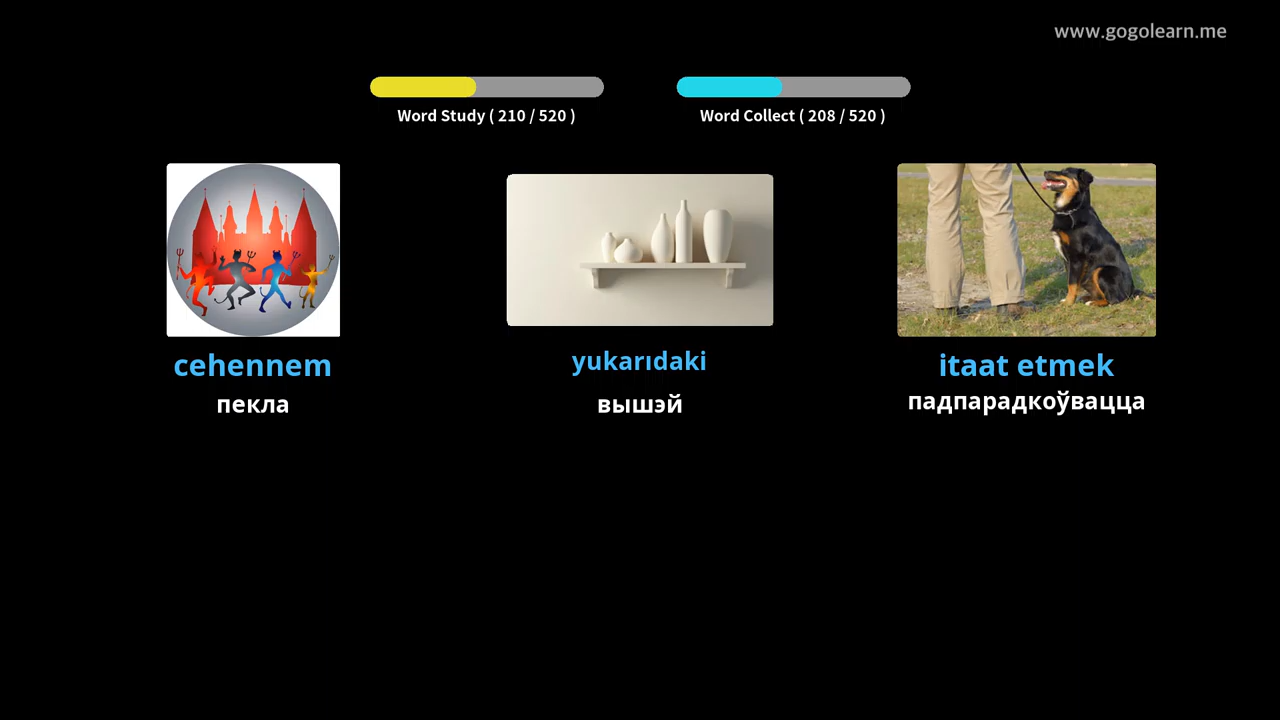 www.gogolearn.me
Word Study ( 210 / 520 )
Word Collect ( 208 / 520 )
cehennem
пекла
yukarıdaki
вышэй
itaat etmek
падпарадкоўвацца